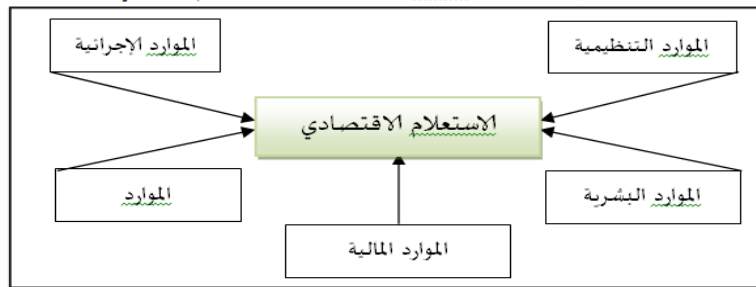 الموارد التنظيمية
الموارد الإجرائية
الاستعلام الاقتصادي
الموارد البشرية
الموارد
الموارد المالية